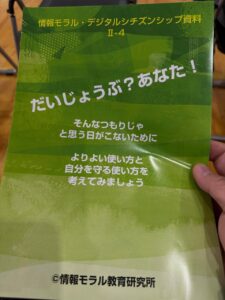 情報モラル・デジタルシチズンシップ資料
Ⅱ-4
だいじょうぶ？あなた！
そんなつもりじゃ
と思う日がこないために
よりよい使い方と
自分を守る使い方を
考えてみましょう
©情報モラル教育研究所